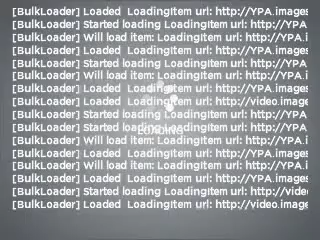 [BulkLoader] Loaded LoadingItem url: http://YPA.images
[BulkLoader] Started loading LoadingItem url: http://YPA
[BulkLoader] Will load item: LoadingItem url: http://YPA.i
[BulkLoader] Loaded LoadingItem url: http://YPA.images
[BulkLoader] Started loading LoadingItem url: http://YPA
[BulkLoader] Will load item: LoadingItem url: http://YPA.i
[BulkLoader] Loaded LoadingItem url: http://YPA.images
[BulkLoader] Loaded LoadingItem url: http://video.image
[BulkLoader] Started loading LoadingItem url: http://YPA
[BulkLoader] Started loading LoadingItem url: http://YPA
LOADING
[BulkLoader] Will load item: LoadingItem url: http://YPA.i
[BulkLoader] Loaded LoadingItem url: http://YPA.images
[BulkLoader] Will load item: LoadingItem url: http://YPA.i
[BulkLoader] Loaded LoadingItem url: http://YPA.images
[BulkLoader] Started loading LoadingItem url: http://vide
[BulkLoader] Loaded LoadingItem url: http://video.image